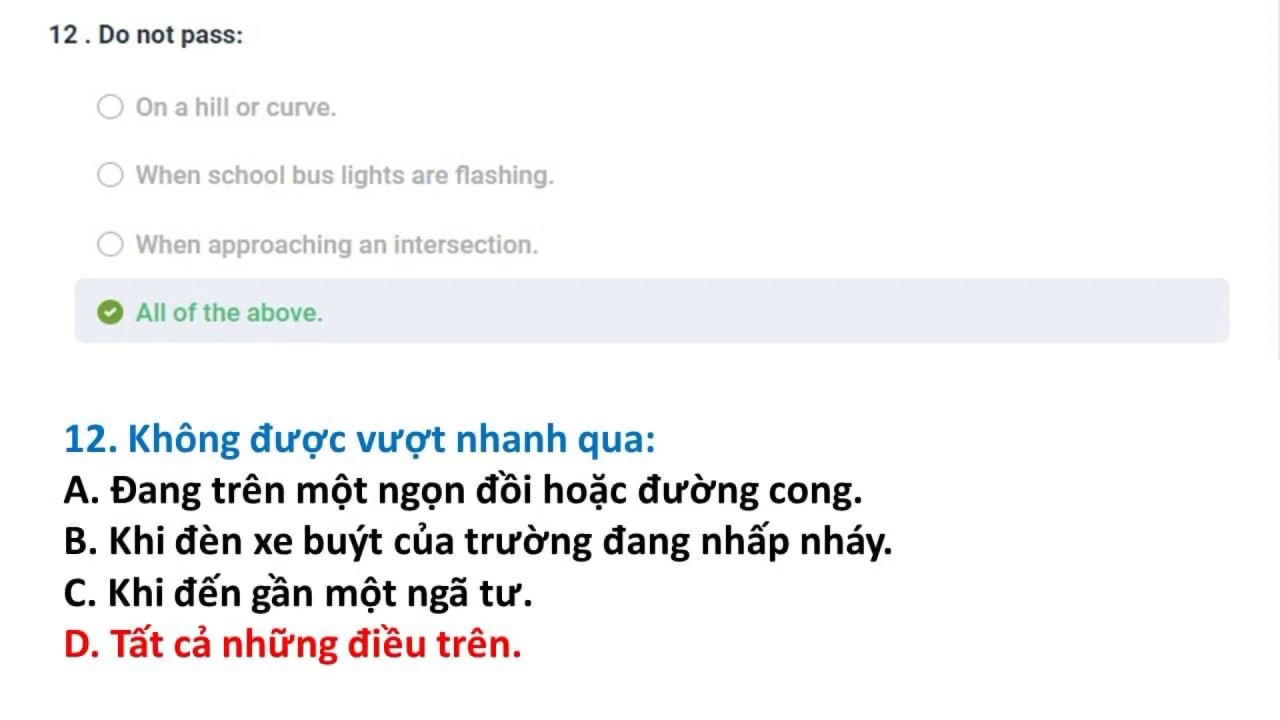 12 . Do not pass:
On a hill or curve.
When school bus lights are flashing.
When approaching an intersection.
All of the above.
12. Không được vượt nhanh qua:
A. Đang trên một ngọn đồi hoặc đường cong.
B. Khi đèn xe buýt của trường đang nhấp nháy.
C. Khi đến gần một ngã tư.
D. Tất cả những điều trên.